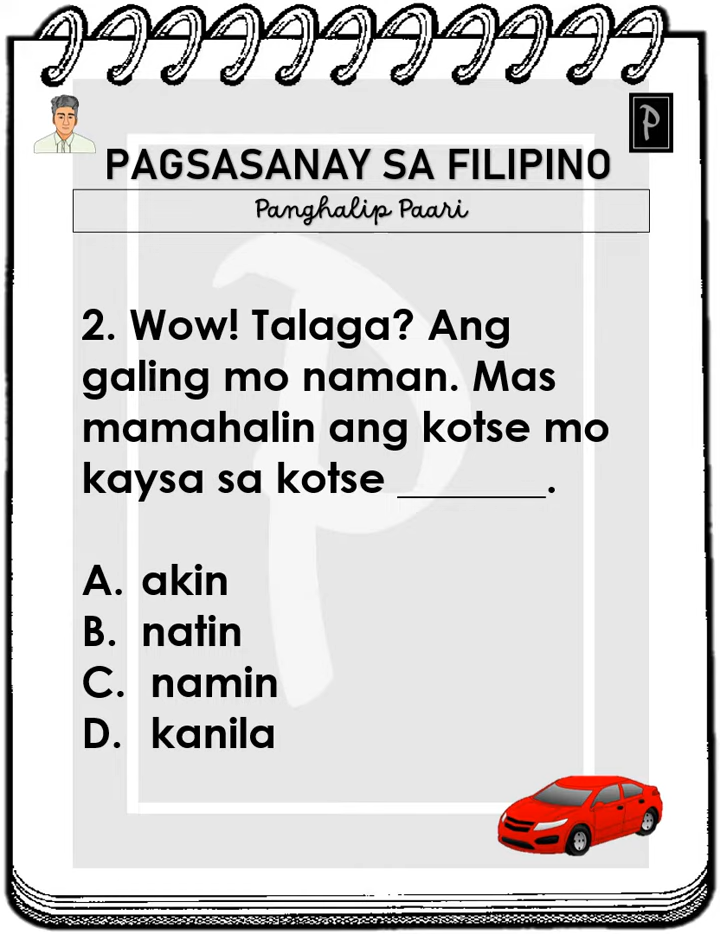 PAGSASANAY SA FILIPINO
Panghalip Paari
2. Wow! Talaga? Ang
galing mo naman. Mas
mamahalin ang kotse mo
kaysa sa kotse _______.
A. akin
B. natin
C. namin
D. kanila